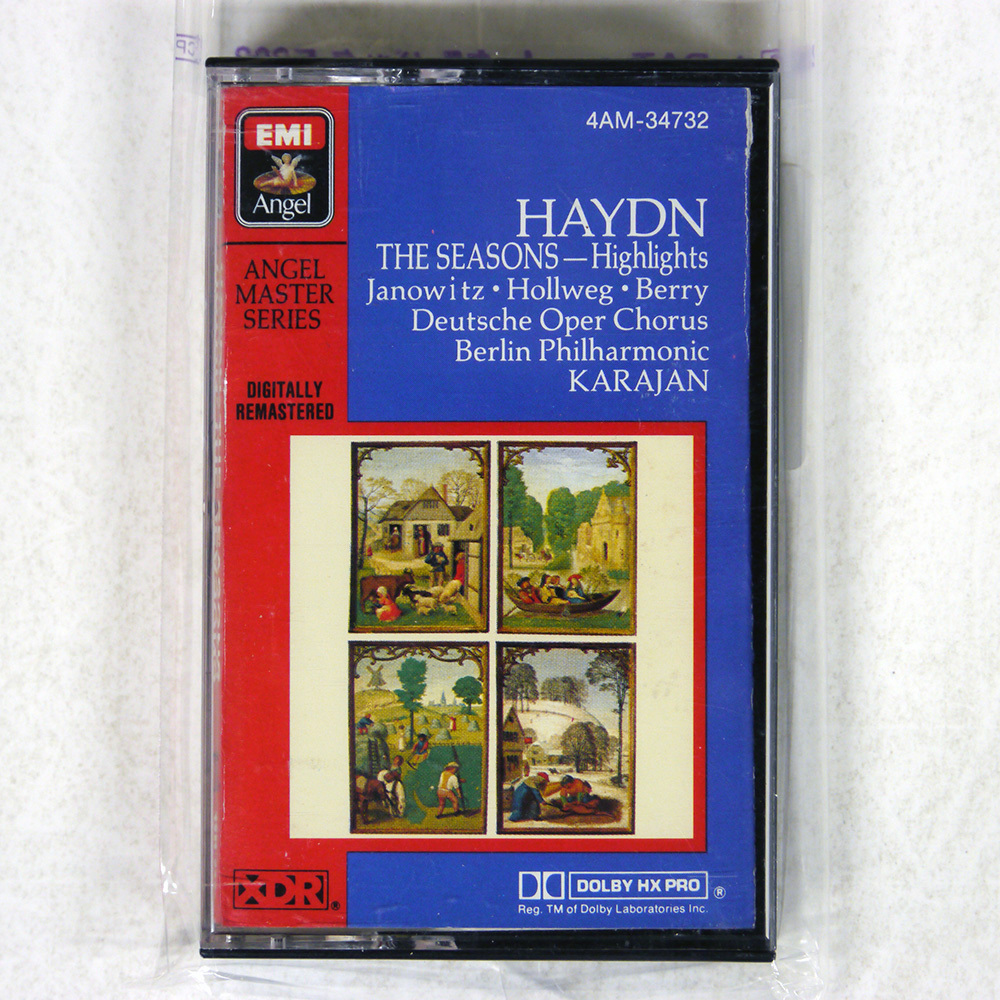 EMI
Angel
ANGEL
MASTER
SERIES
DIGITALLY
REMASTERED
4AM-34732
HAYDN
THE SEASONS—Highlights
Janowitz • Hollweg • Berry
Deutsche Oper Chorus
Berlin Philharmonic
KARAJAN
XDR®
DOLBY HX PRO ®
Reg. TM of Dolby Laboratories Inc.